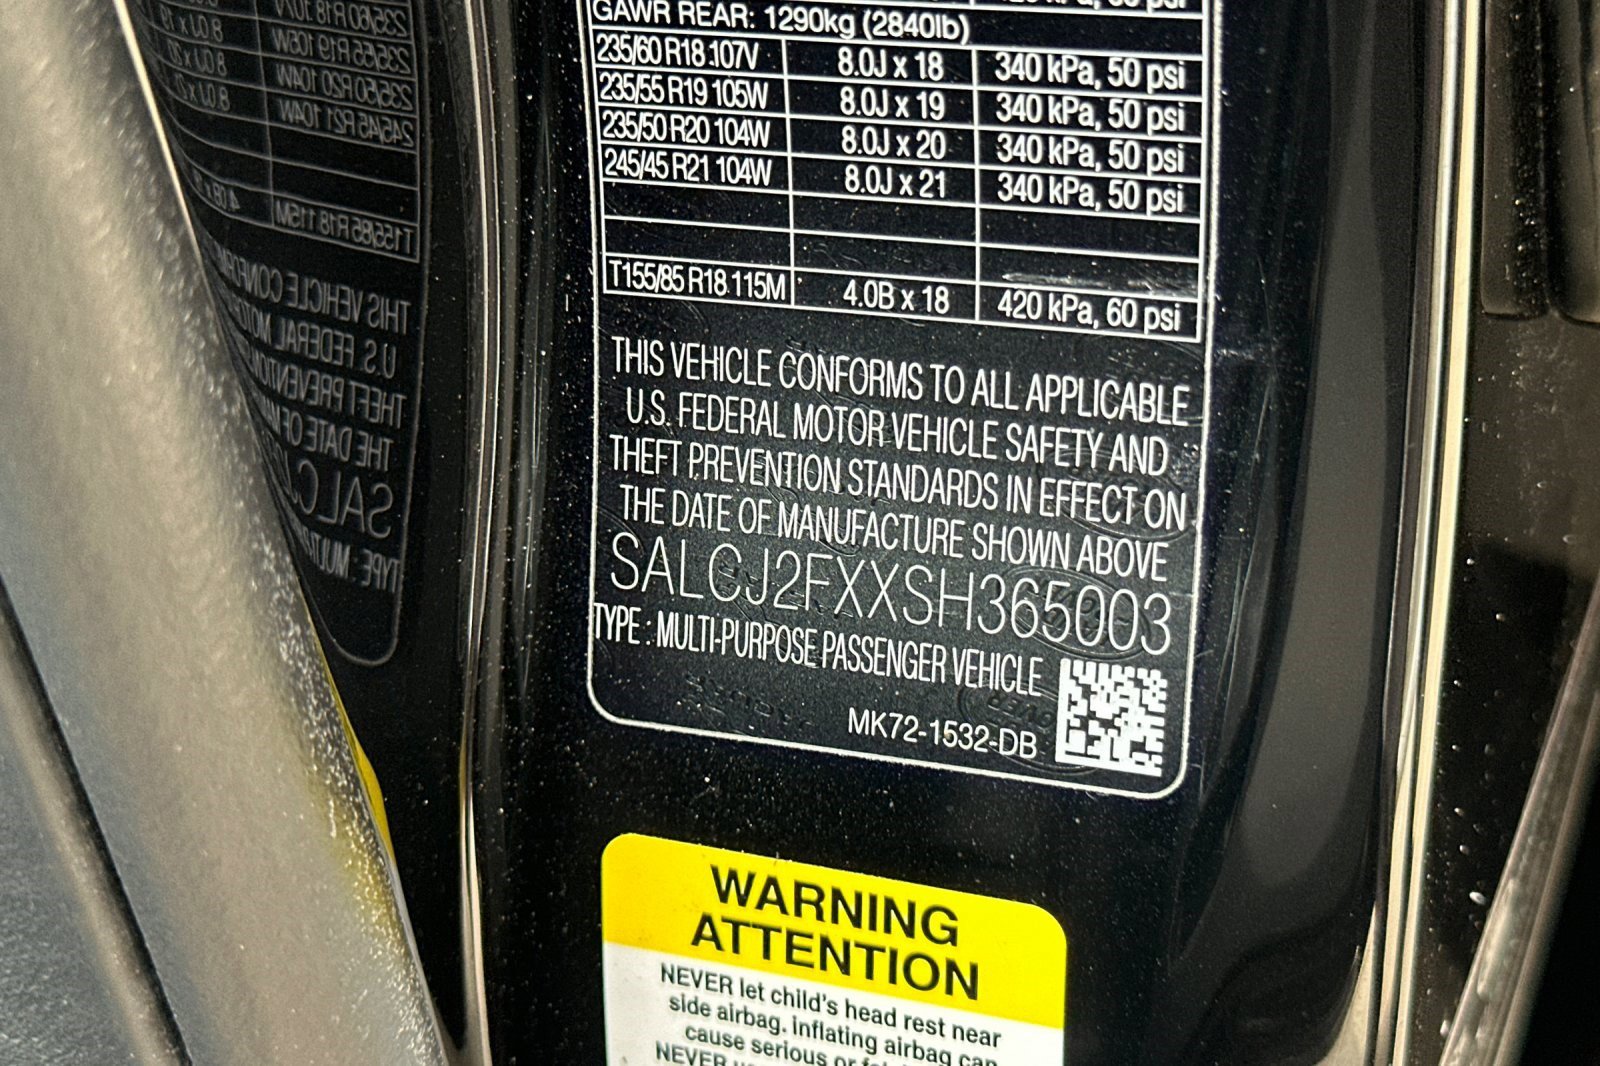 GAWR REAR: 1290kg (2840lb)
235/60 R18 107V 8.0J x 18 340 kPa, 50 psi
235/55 R19 105W 8.0J x 19 340 kPa, 50 psi
235/50 R20 104W 8.0J x 20 340 kPa, 50 psi
245/45 R21 104W 8.0J x 21 340 kPa, 50 psi
T155/85 R18 115M 4.0B x 18 420 kPa, 60 psi
THIS VEHICLE CONFORMS TO ALL APPLICABLE
U.S. FEDERAL MOTOR VEHICLE SAFETY AND
THEFT PREVENTION STANDARDS IN EFFECT ON
THE DATE OF MANUFACTURE SHOWN ABOVE
SALCJ2FXXSH365003
TYPE : MULTI-PURPOSE PASSENGER VEHICLE
MK72-1532-DB
WARNING
ATTENTION
NEVER let child's head rest near
side airbag. Inflating airbag can
cause serious or
NEVER